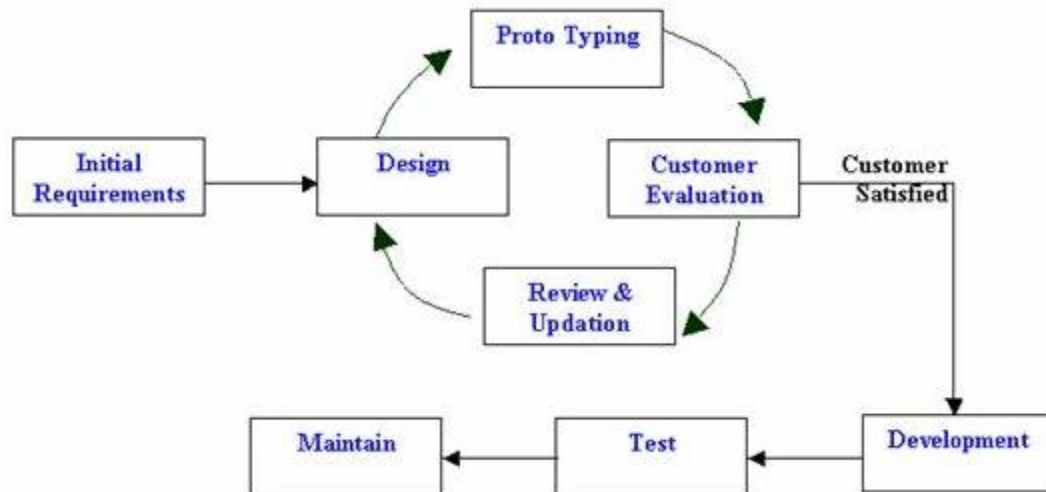 Proto Typing
Initial
Requirements
Design
Customer
Evaluation
Customer
Satisfied
Review &
Updation
Maintain
Test
Development